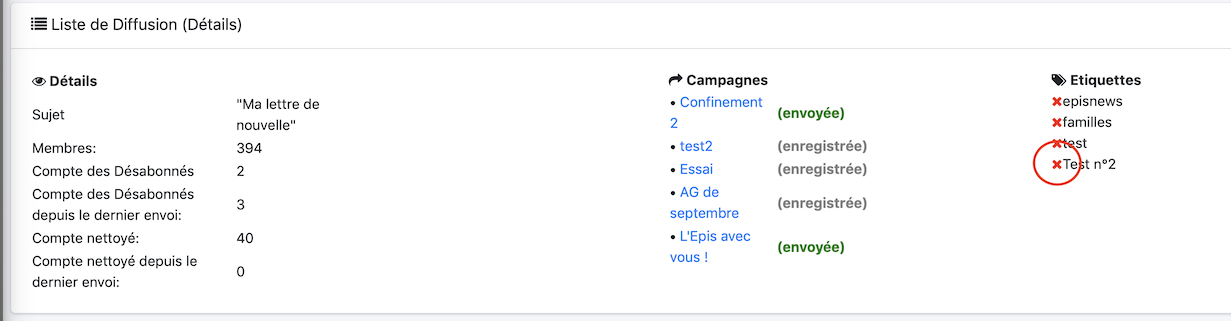 Liste de Diffusion (Détails)
Détails
Sujet
"Ma lettre de
nouvelle"
Membres:
394
Compte des Désabonnés
2
Compte des Désabonnés
depuis le dernier envoi:
3
Compte nettoyé:
40
Compte nettoyé depuis le
dernier envoi:
0
Campagnes
• Confinement
2
(envoyée)
• test2
(enregistrée)
• Essai
(enregistrée)
• AG de
septembre
(enregistrée)
• L'Epis avec
vous !
(envoyée)
Etiquettes
episnews
familles
test
Test n°2